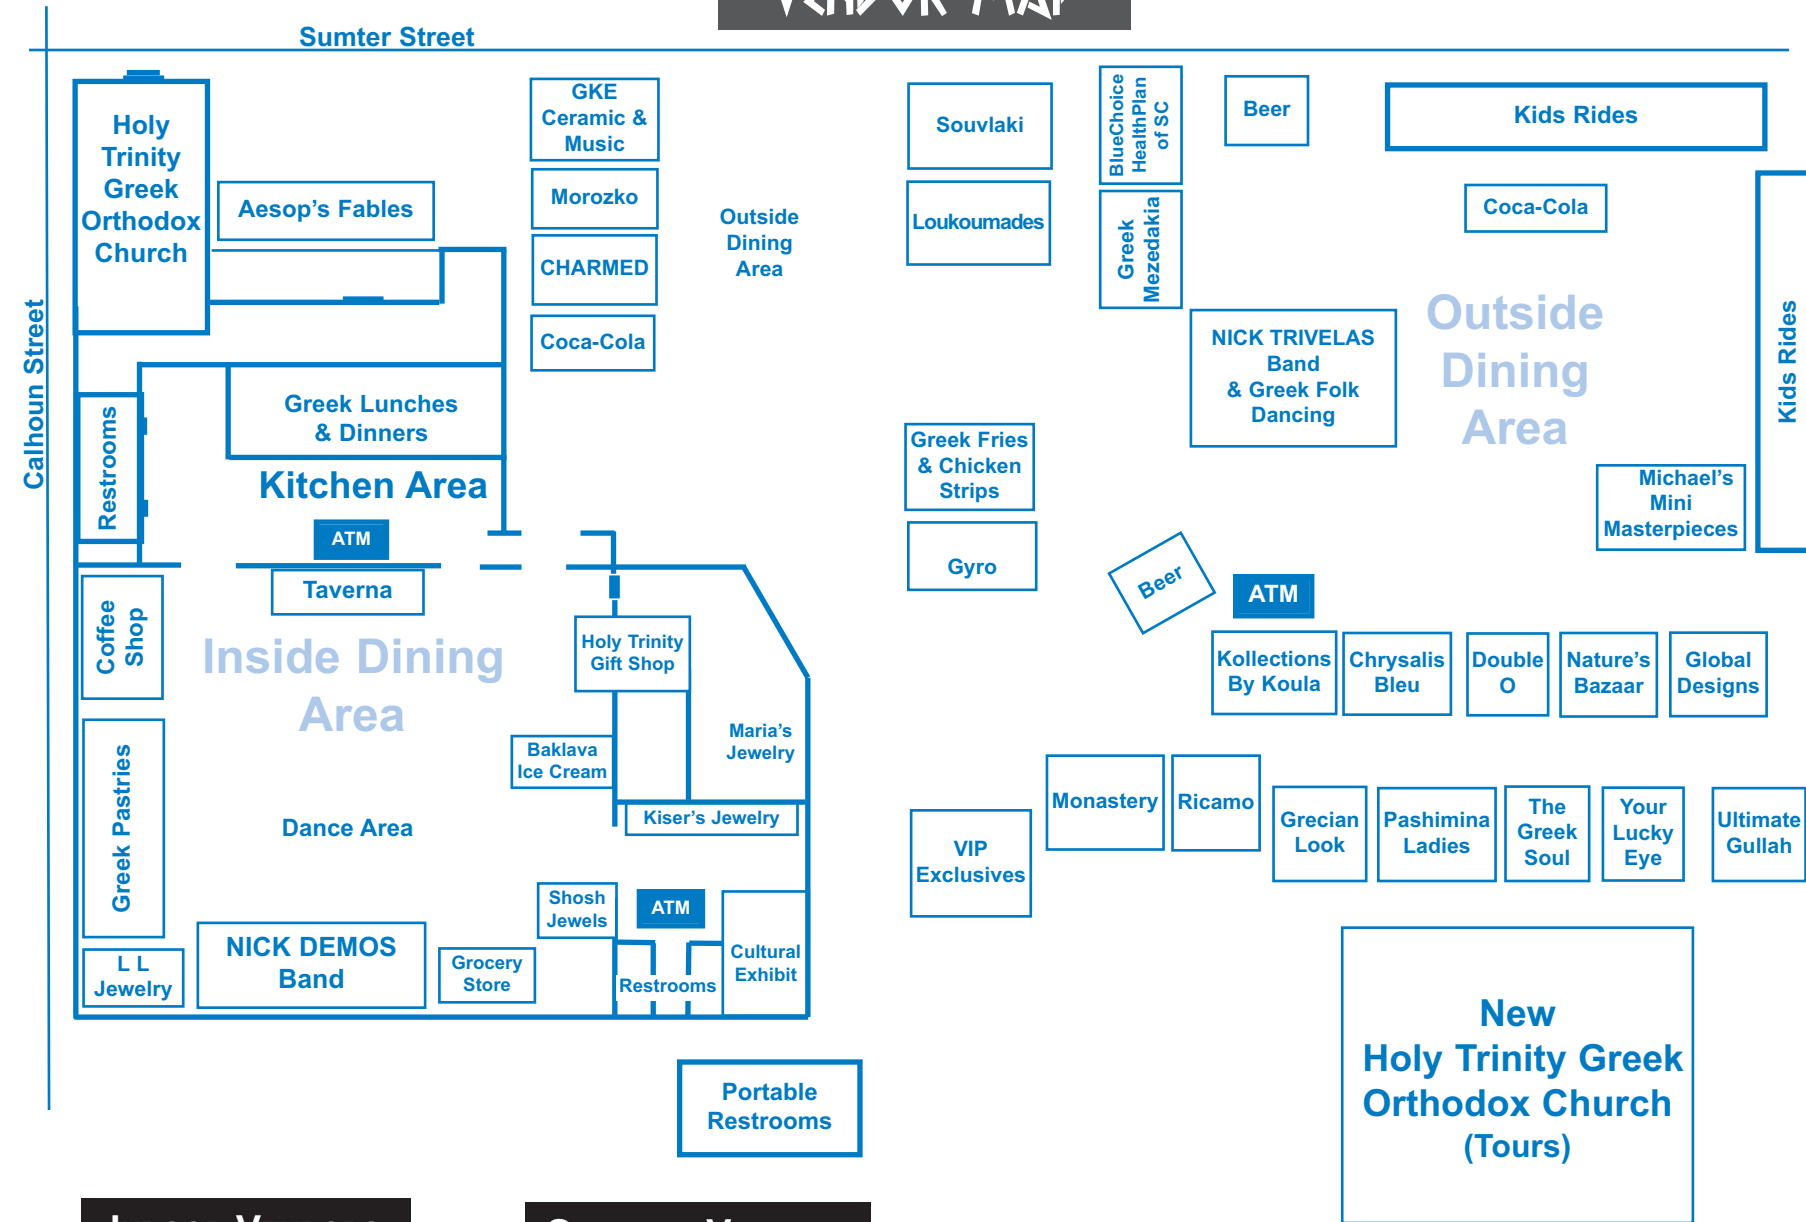 VENDOR MAP
Sumter Street
Calhoun Street
Holy
Trinity
Greek
Orthodox
Church
Aesop's Fables
GKE
Ceramic &
Music
Morozko
CHARMED
Coca-Cola
Outside
Dining
Area
Souvlaki
Loukoumades
BlueChoice
HealthPlan
of SC
Greek
Mezedakia
Beer
Kids Rides
Coca-Cola
Kids Rides
Outside
Dining
Area
NICK TRIVELAS
Band
& Greek Folk
Dancing
Michael's
Mini
Masterpieces
Restrooms
Greek Lunches
& Dinners
Kitchen Area
ATM
Taverna
Coffee
Shop
Inside Dining
Area
Holy Trinity
Gift Shop
Maria's
Jewelry
Baklava
Ice Cream
Kiser's Jewelry
Greek Pastries
Dance Area
Shosh
Jewels
ATM
Cultural
Exhibit
Restrooms
L L
Jewelry
NICK DEMOS
Band
Grocery
Store
Greek Fries
& Chicken
Strips
Gyro
Beer
ATM
Kollections
By Koula
Chrysalis
Bleu
Double
O
Nature's
Bazaar
Global
Designs
VIP
Exclusives
Monastery
Ricamo
Grecian
Look
Pashimina
Ladies
The
Greek
Soul
Your
Lucky
Eye
Ultimate
Gullah
Portable
Restrooms
New
Holy Trinity Greek
Orthodox Church
(Tours)